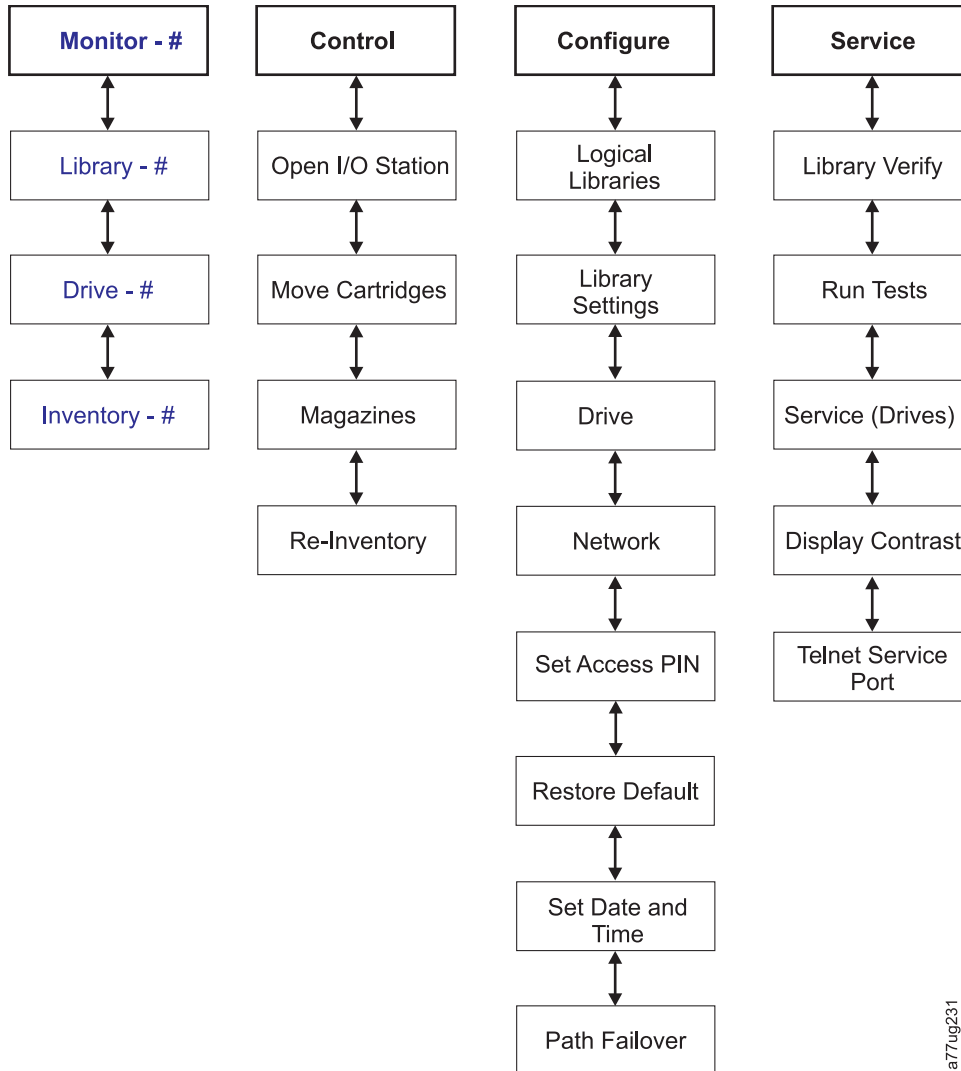 Monitor - #
Library - #
Drive - #
Inventory - #
Control
Open I/O Station
Move Cartridges
Magazines
Re-Inventory
Configure
Logical
Libraries
Library
Settings
Drive
Network
Set Access PIN
Restore Default
Set Date and
Time
Path Failover
Service
Library Verify
Run Tests
Service (Drives)
Display Contrast
Telnet Service
Port
a77ug231